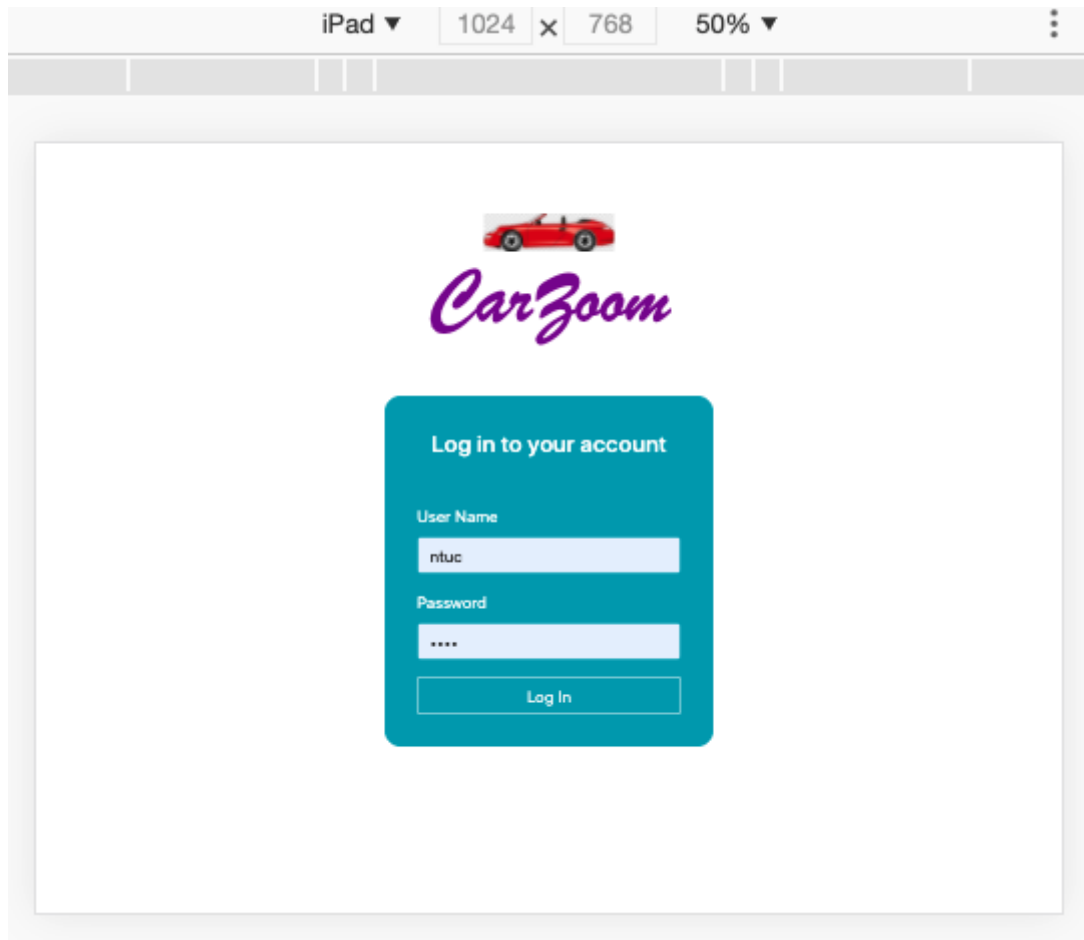 iPad ▼ 1024 × 768 50% ▼
CarZoom
Log in to your account
User Name
ntuc
Password
••••
Log In